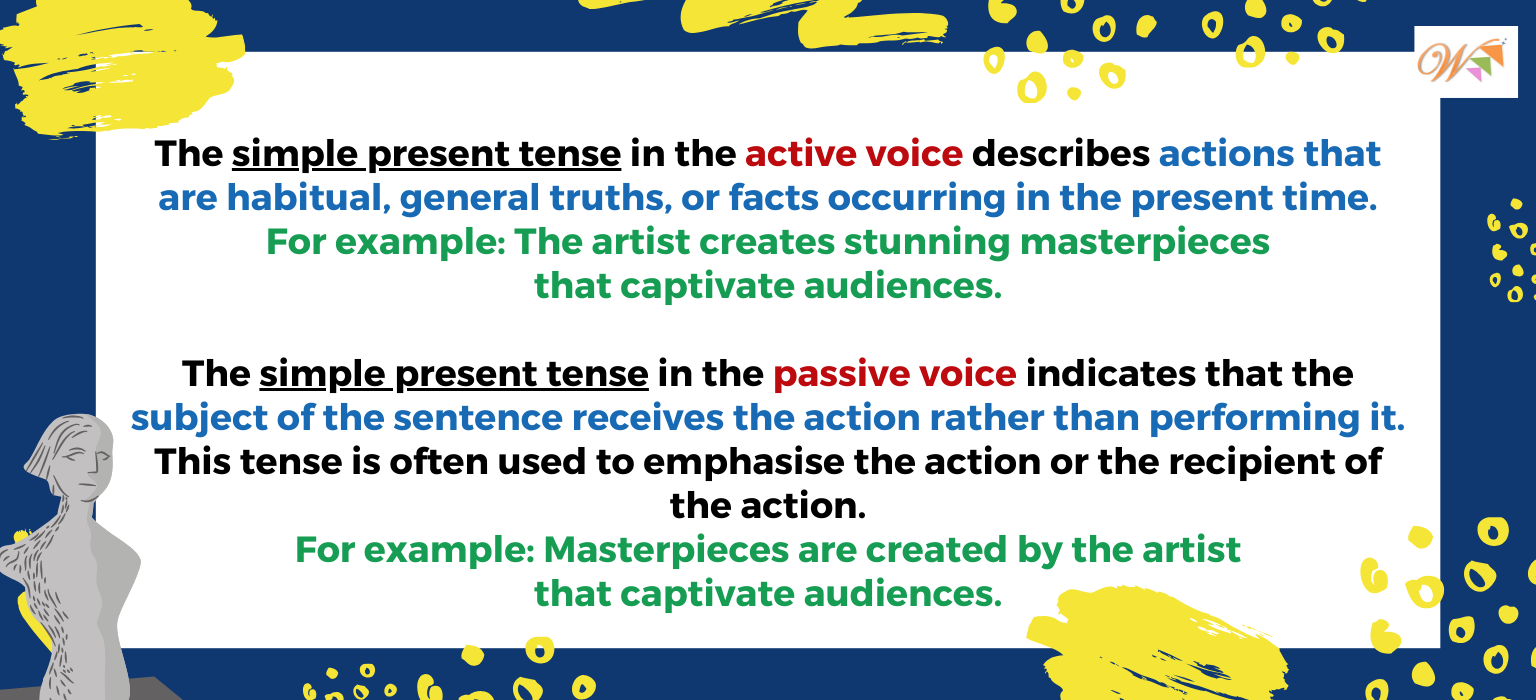 W
The simple present tense in the active voice describes actions that
are habitual, general truths, or facts occurring in the present time.
For example: The artist creates stunning masterpieces
that captivate audiences.
The simple present tense in the passive voice indicates that the
subject of the sentence receives the action rather than performing it.
This tense is often used to emphasise the action or the recipient of
the action.
For example: Masterpieces are created by the artist
that captivate audiences.